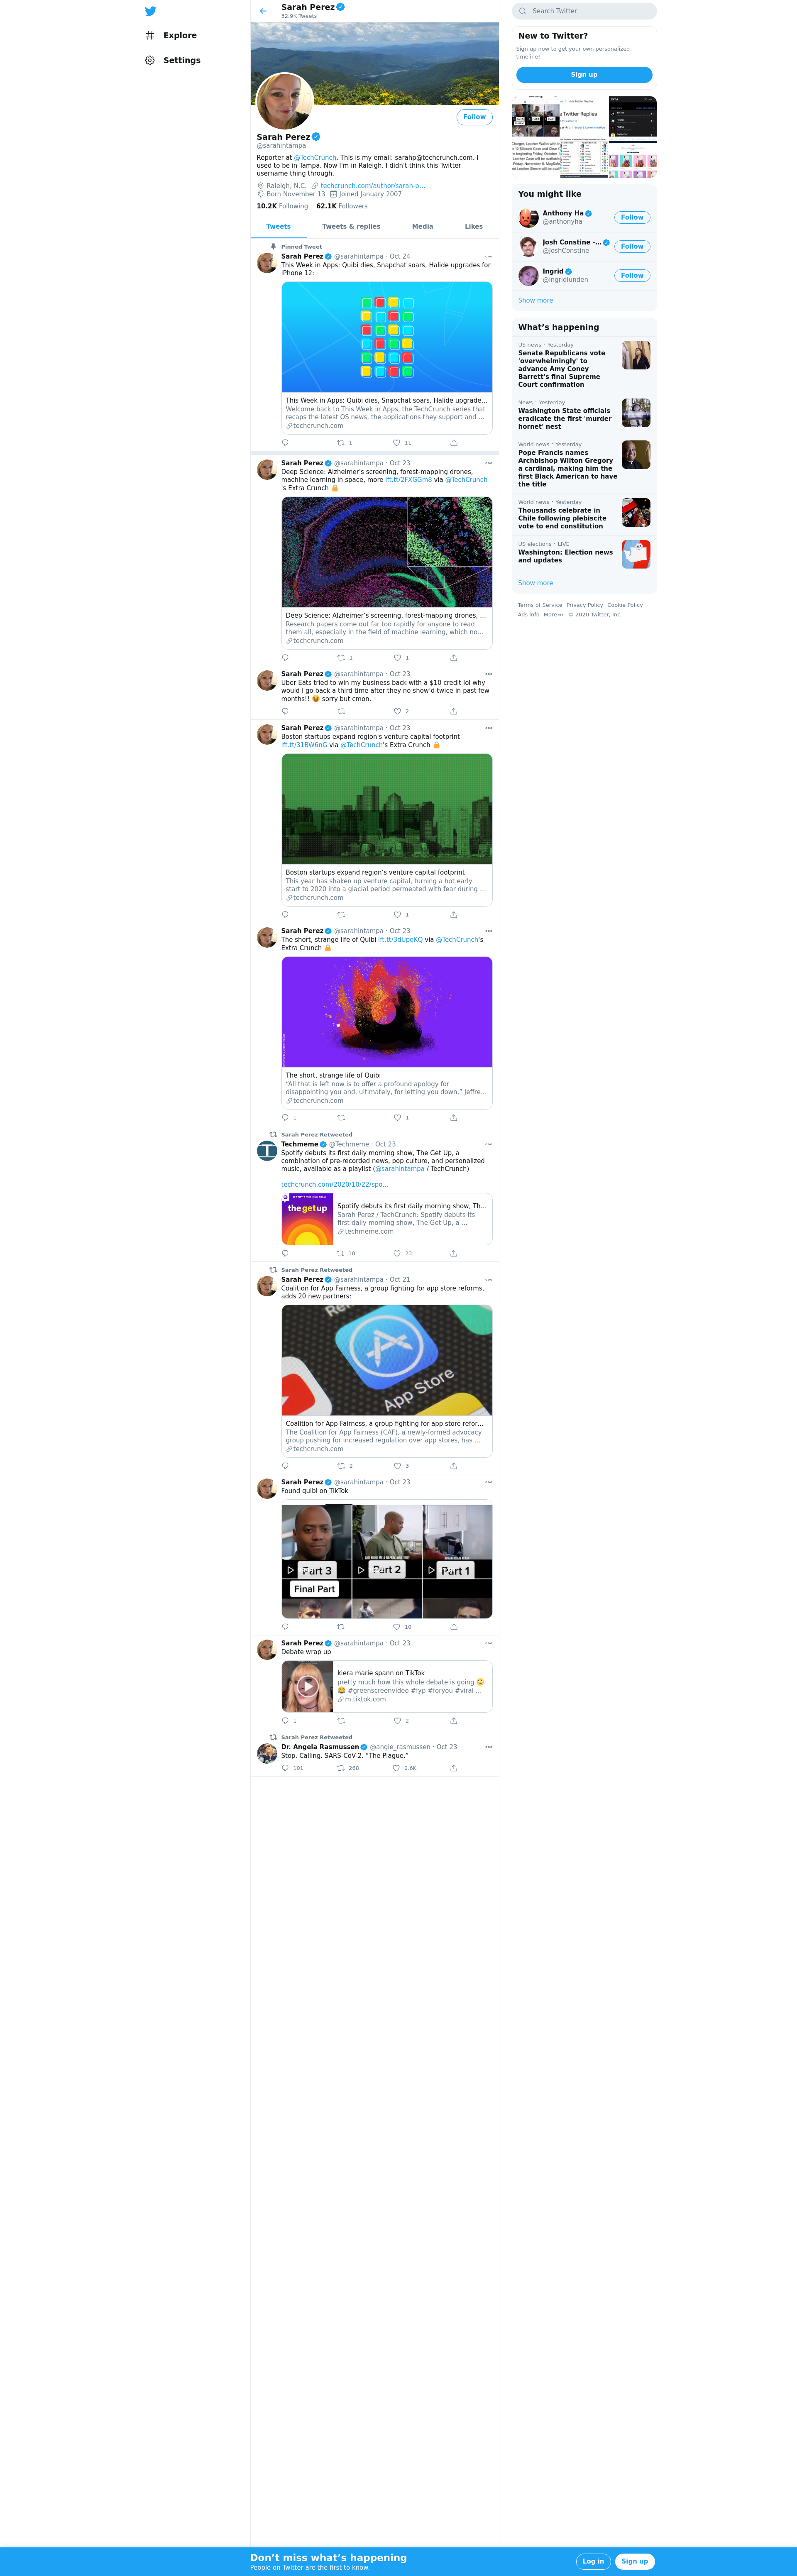 Explore
Settings
Sarah Perez
32.9K Tweets
Follow
Sarah Perez
@sarahintampa
Reporter at @TechCrunch. This is my email: sarahp@techcrunch.com. I
used to be in Tampa. Now I'm in Raleigh. I didn't think this Twitter
username thing through.
Raleigh, N.C. techcrunch.com/author/sarah-p…
Born November 13 Joined January 2007
10.2K Following 62.1K Followers
Tweets Tweets & replies Media Likes
Pinned Tweet
Sarah Perez @sarahintampa · Oct 24
This Week in Apps: Quibi dies, Snapchat soars, Halide upgrades for
iPhone 12:
This Week in Apps: Quibi dies, Snapchat soars, Halide upgrade…
Welcome back to This Week in Apps, the TechCrunch series that
recaps the latest OS news, the applications they support and …
techcrunch.com
1 11
Sarah Perez @sarahintampa · Oct 23
Deep Science: Alzheimer's screening, forest-mapping drones,
machine learning in space, more ift.tt/2FXGGm8 via @TechCrunch
's Extra Crunch 🔒
Deep Science: Alzheimer's screening, forest-mapping drones, …
Research papers come out far too rapidly for anyone to read
them all, especially in the field of machine learning, which no…
techcrunch.com
1 1
Sarah Perez @sarahintampa · Oct 23
Uber Eats tried to win my business back with a $10 credit lol why
would I go back a third time after they no show'd twice in past few
months!! 😡 sorry but cmon.
2
Sarah Perez @sarahintampa · Oct 23
Boston startups expand region's venture capital footprint
ift.tt/31BW6nG via @TechCrunch's Extra Crunch 🔒
Boston startups expand region's venture capital footprint
This year has shaken up venture capital, turning a hot early
start to 2020 into a glacial period permeated with fear during …
techcrunch.com
1
Sarah Perez @sarahintampa · Oct 23
The short, strange life of Quibi ift.tt/3dUpqKQ via @TechCrunch's
Extra Crunch 🔒
The short, strange life of Quibi
"All that is left now is to offer a profound apology for
disappointing you and, ultimately, for letting you down," Jeffre…
techcrunch.com
1 1
Sarah Perez Retweeted
Techmeme @Techmeme · Oct 23
Spotify debuts its first daily morning show, The Get Up, a
combination of pre-recorded news, pop culture, and personalized
music, available as a playlist (@sarahintampa / TechCrunch)
techcrunch.com/2020/10/22/spo…
the get up
Spotify debuts its first daily morning show, Th…
Sarah Perez / TechCrunch: Spotify debuts its
first daily morning show, The Get Up, a …
techmeme.com
10 23
Sarah Perez Retweeted
Sarah Perez @sarahintampa · Oct 21
Coalition for App Fairness, a group fighting for app store reforms,
adds 20 new partners:
App Store
Coalition for App Fairness, a group fighting for app store refor…
The Coalition for App Fairness (CAF), a newly-formed advocacy
group pushing for increased regulation over app stores, has …
techcrunch.com
2 3
Sarah Perez @sarahintampa · Oct 23
Found quibi on TikTok
Part 3 Part 2 Part 1
Final Part
10
Sarah Perez @sarahintampa · Oct 23
Debate wrap up
kiera marie spann on TikTok
pretty much how this whole debate is going 🙄
😂 #greenscreenvideo #fyp #foryou #viral …
m.tiktok.com
1 2
Sarah Perez Retweeted
Dr. Angela Rasmussen @angie_rasmussen · Oct 23
Stop. Calling. SARS-CoV-2. "The Plague."
101 268 2.6K
Search Twitter
New to Twitter?
Sign up now to get your own personalized
timeline!
Sign up
Twitter Replies
You might like
Anthony Ha
@anthonyha
Follow
Josh Constine -…
@JoshConstine
Follow
Ingrid
@ingridlunden
Follow
Show more
What's happening
US news · Yesterday
Senate Republicans vote
'overwhelmingly' to
advance Amy Coney
Barrett's final Supreme
Court confirmation
News · Yesterday
Washington State officials
eradicate the first 'murder
hornet' nest
World news · Yesterday
Pope Francis names
Archbishop Wilton Gregory
a cardinal, making him the
first Black American to have
the title
World news · Yesterday
Thousands celebrate in
Chile following plebiscite
vote to end constitution
US elections · LIVE
Washington: Election news
and updates
Show more
Terms of Service Privacy Policy Cookie Policy
Ads info More © 2020 Twitter, Inc.
Don't miss what's happening
People on Twitter are the first to know.
Log in Sign up